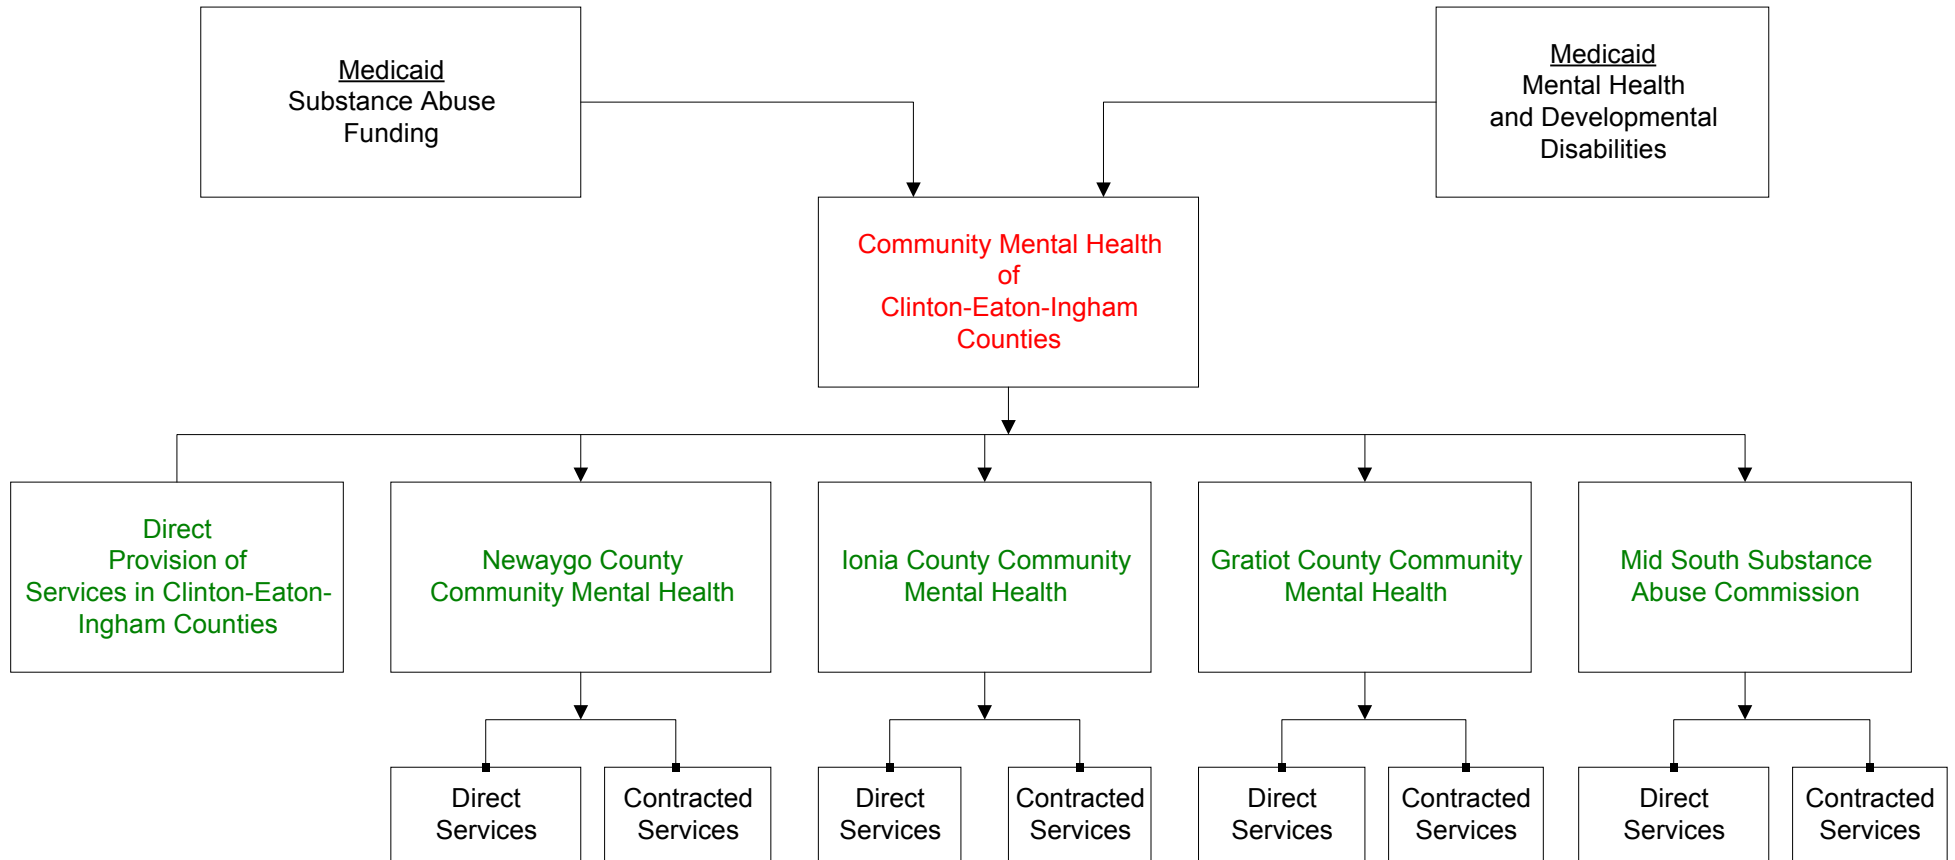 Medicaid
Substance Abuse
Funding
Medicaid
Mental Health
and Developmental
Disabilities
Community Mental Health
of
Clinton-Eaton-Ingham
Counties
Direct
Provision of
Services in Clinton-Eaton-
Ingham Counties
Newaygo County
Community Mental Health
Ionia County Community
Mental Health
Gratiot County Community
Mental Health
Mid South Substance
Abuse Commission
Direct
Services
Contracted
Services
Direct
Services
Contracted
Services
Direct
Services
Contracted
Services
Direct
Services
Contracted
Services